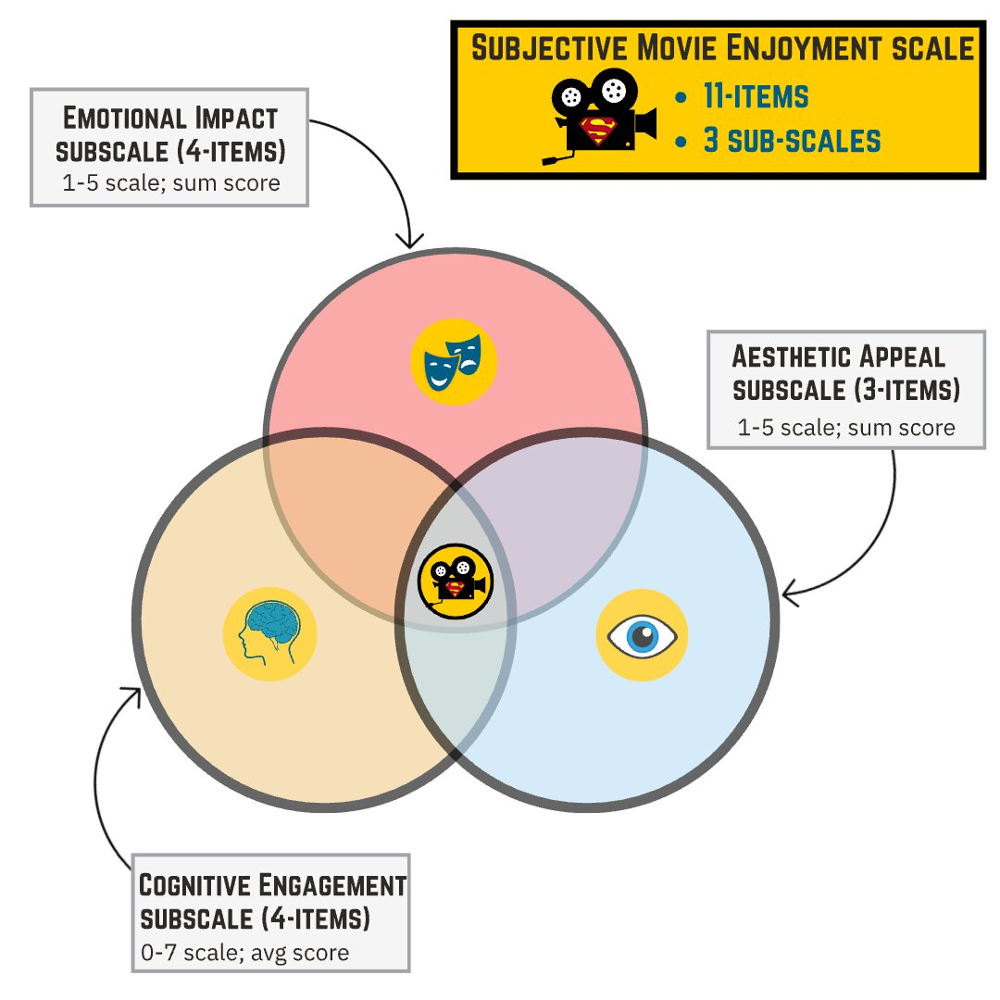 Subjective Movie Enjoyment scale
• 11-items
• 3 sub-scales
Emotional Impact
subscale (4-items)
1-5 scale; sum score
Aesthetic Appeal
subscale (3-items)
1-5 scale; sum score
Cognitive Engagement
subscale (4-items)
0-7 scale; avg score